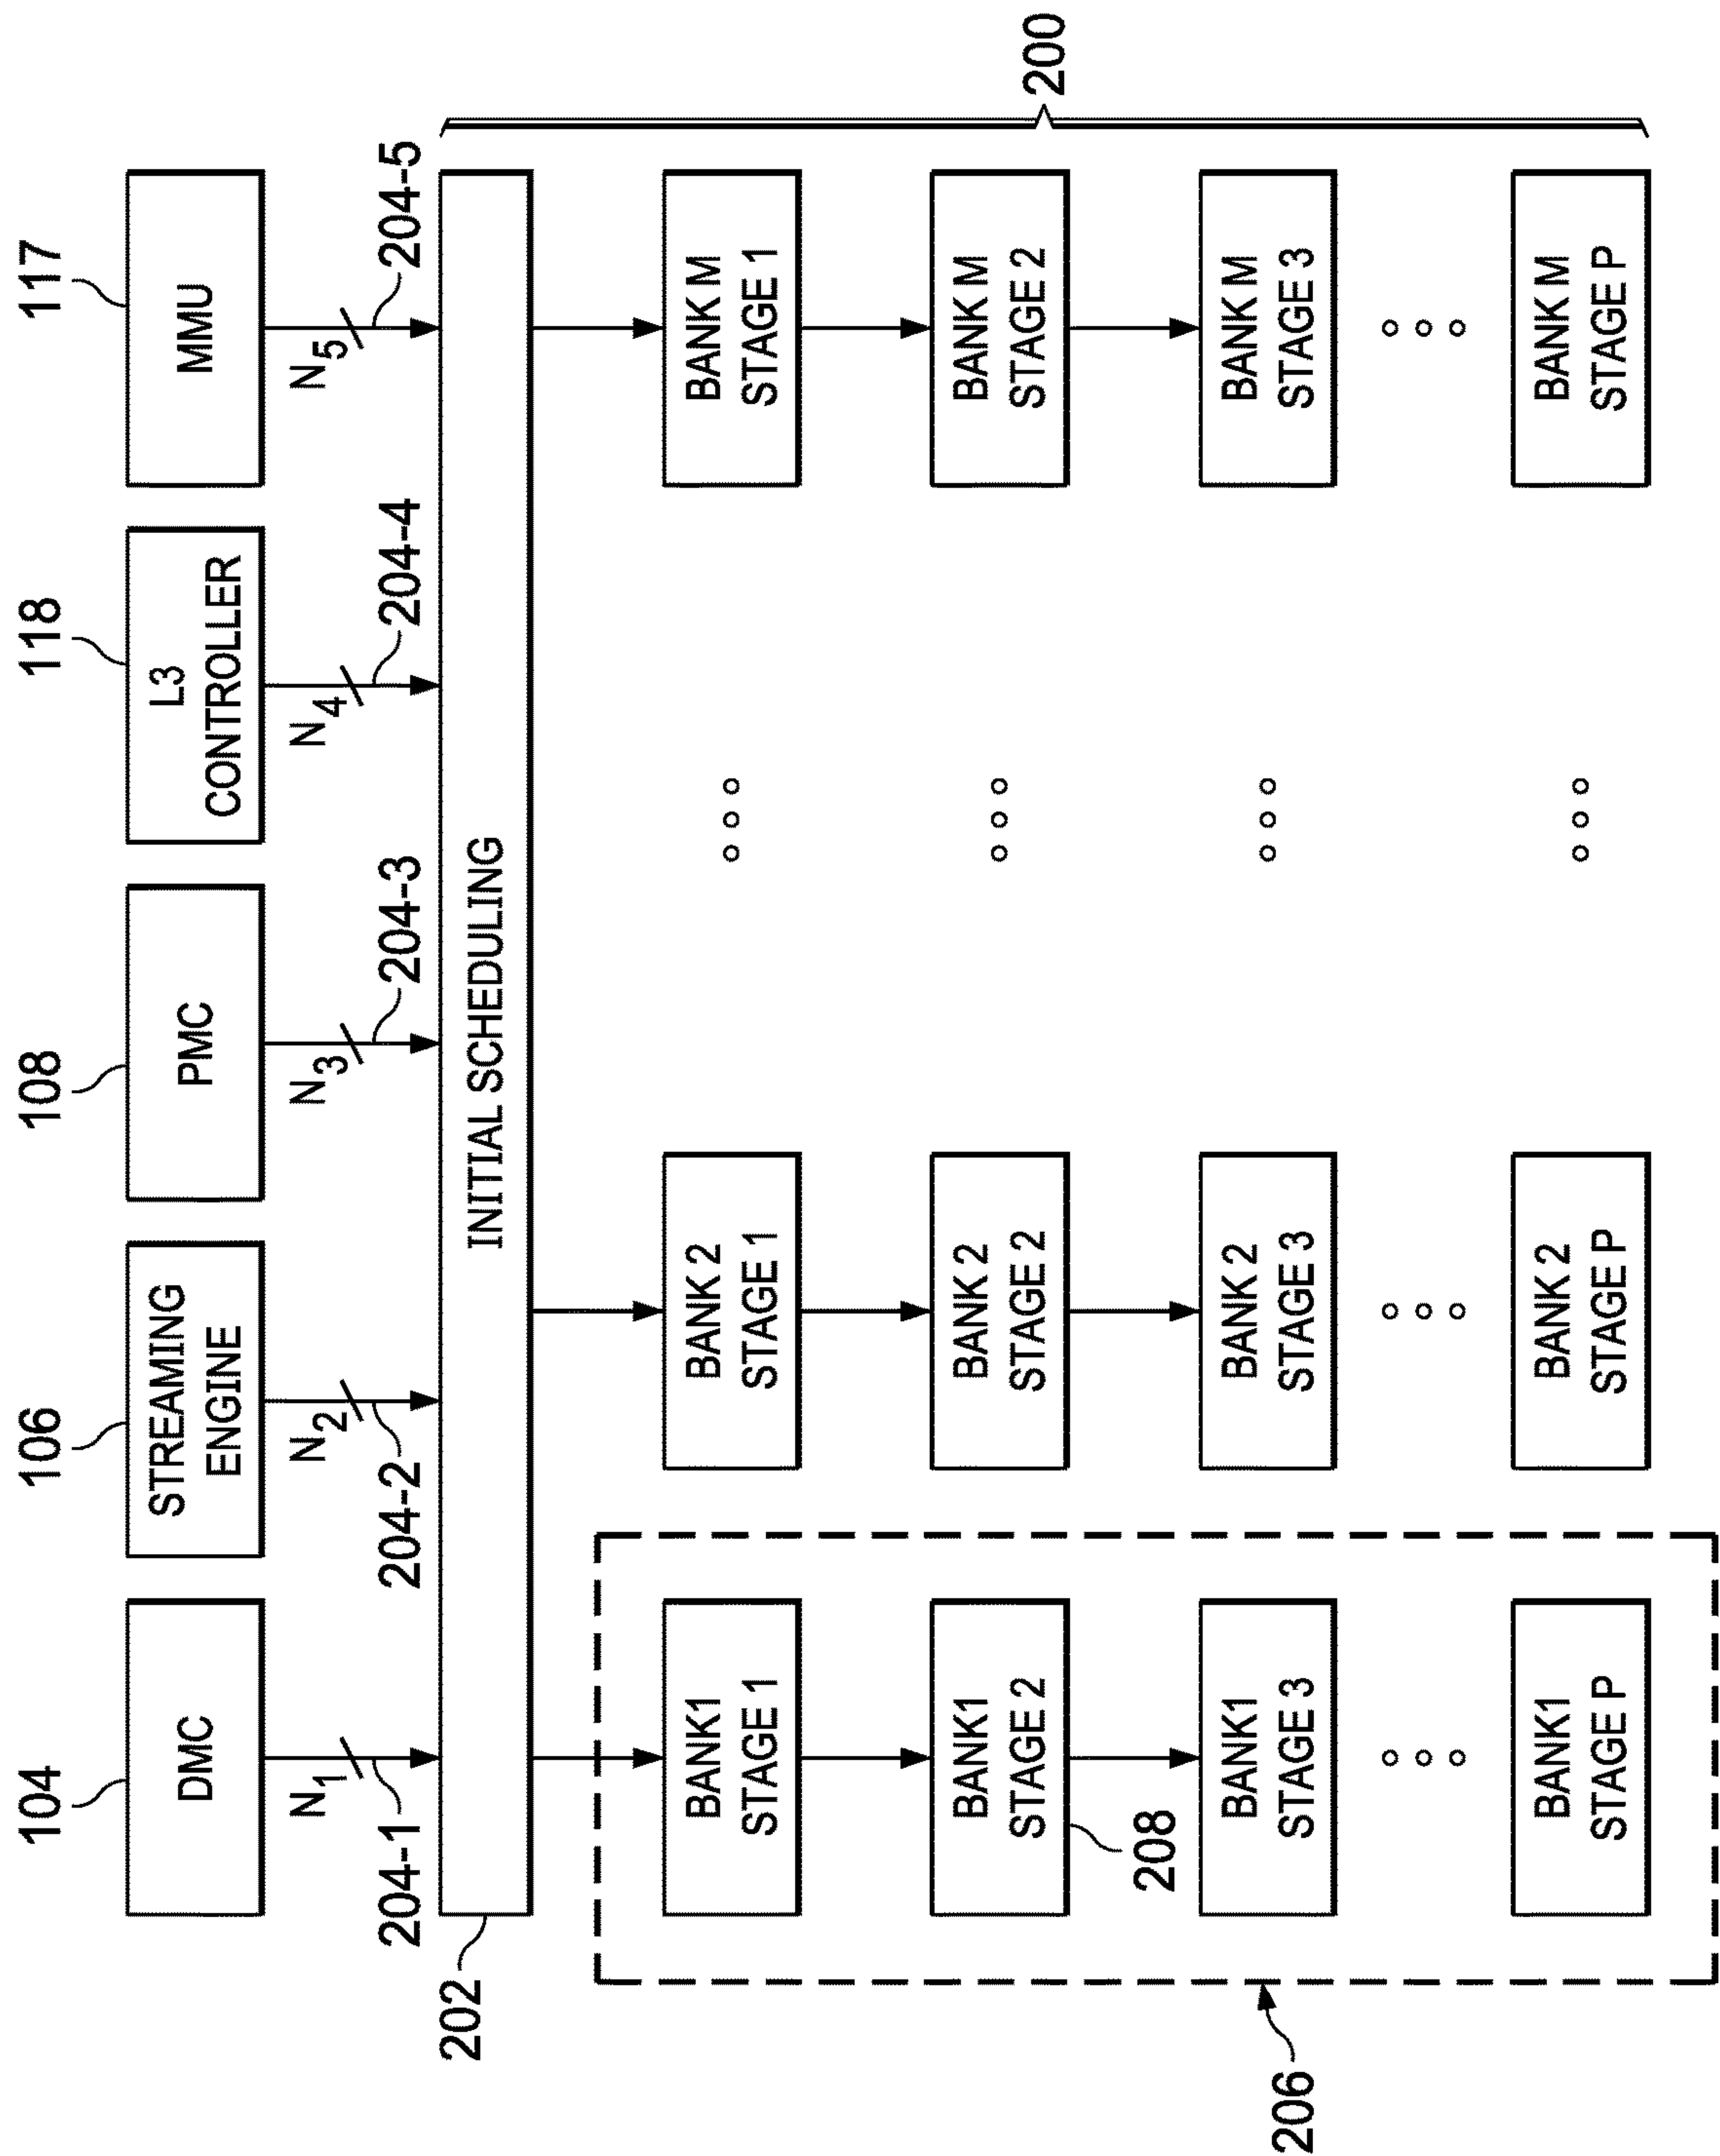 104
106
108
118
117
DMC
STREAMING
ENGINE
PMC
L3
CONTROLLER
MMU
N1
N2
N3
N4
N5
204-1
204-2
204-3
204-4
204-5
202
INITIAL SCHEDULING
200
BANK1
STAGE 1
BANK 2
STAGE 1
BANK M
STAGE 1
BANK1
STAGE 2
BANK 2
STAGE 2
BANK M
STAGE 2
208
BANK1
STAGE 3
BANK 2
STAGE 3
BANK M
STAGE 3
206
BANK1
STAGE P
BANK 2
STAGE P
BANK M
STAGE P